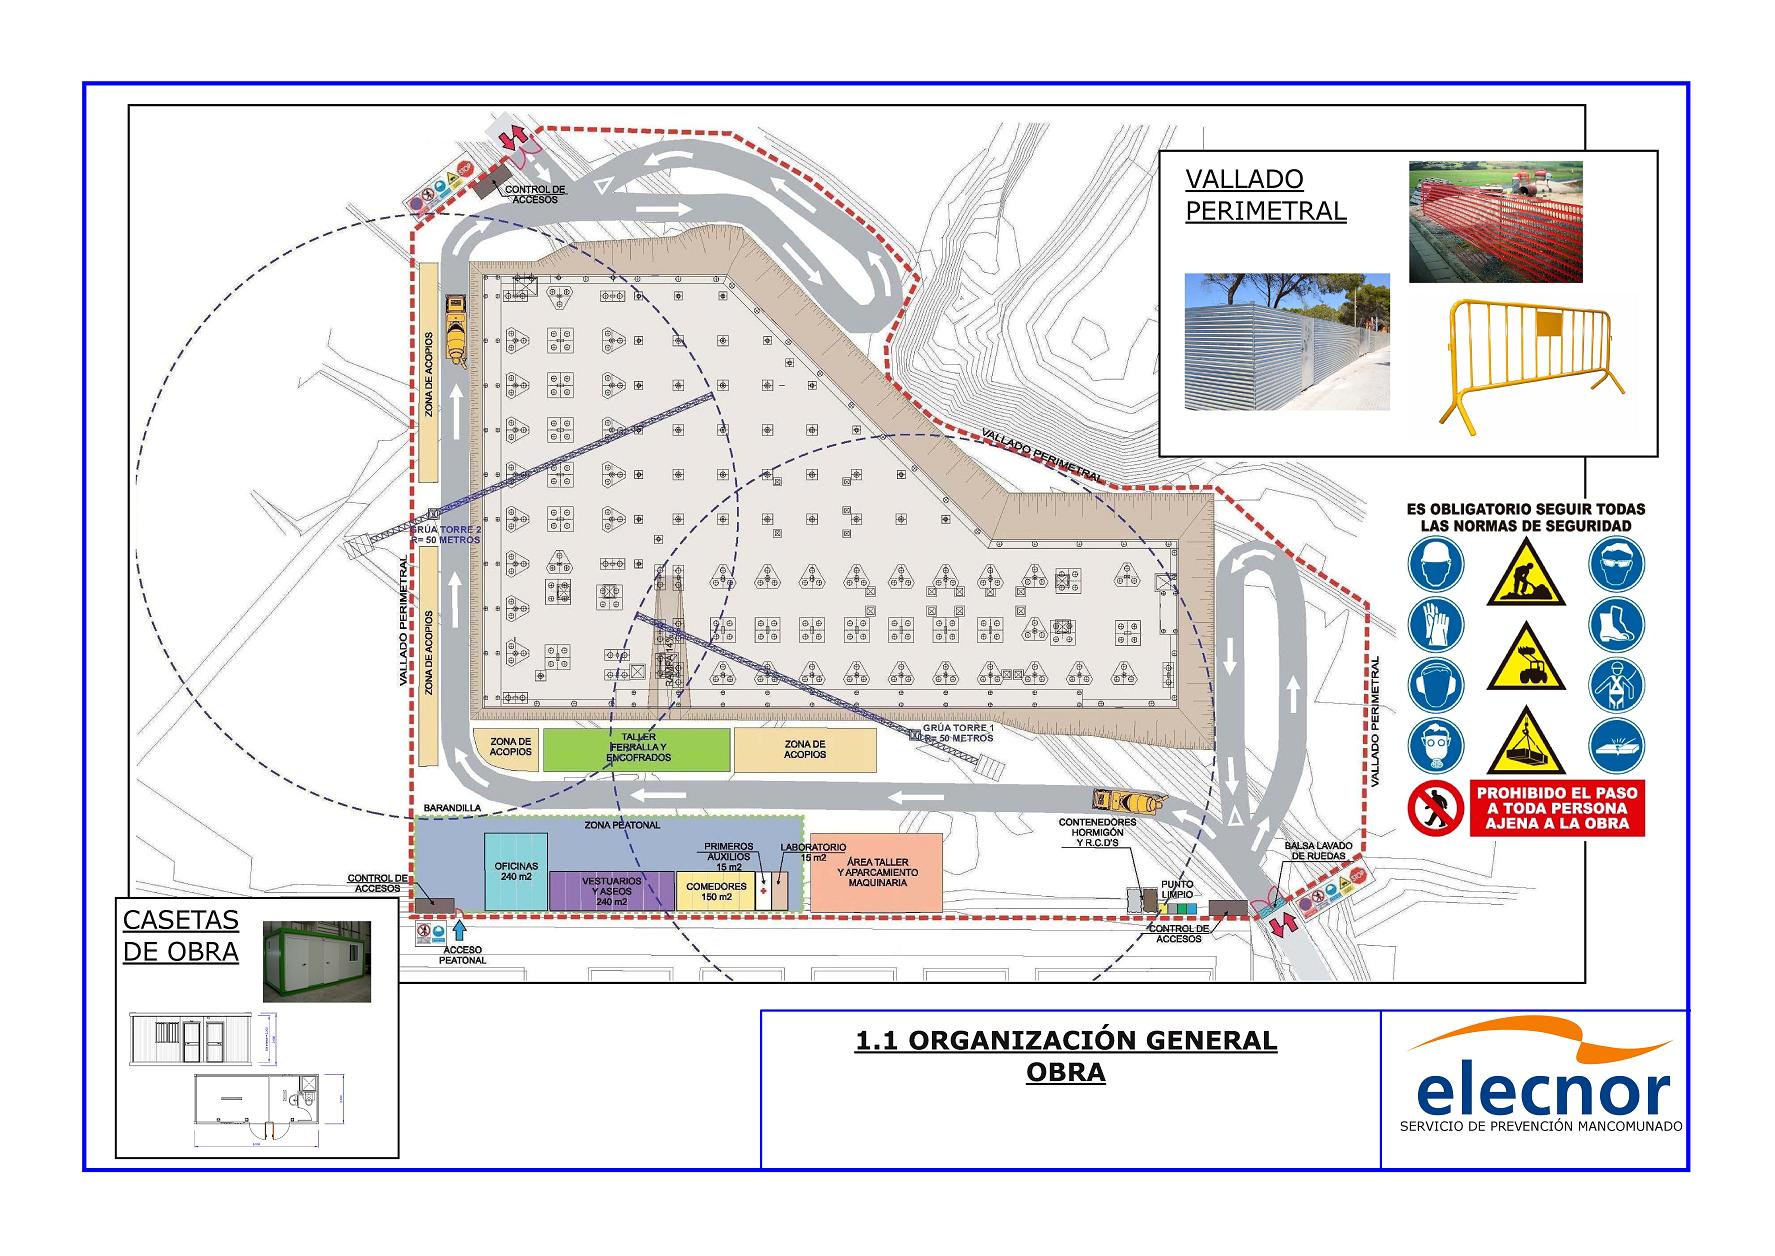 CONTROL DE
ACCESOS
VALLADO
PERIMETRAL
ZONA DE ACOPIOS
VALLADO PERIMETRAL
GRÚA TORRE 2
R= 50 METROS
VALLADO PERIMETRAL
ZONA DE ACOPIOS
RAMPA 14%
GRÚA TORRE 1
R= 50 METROS
VALLADO PERIMETRAL
ZONA DE
ACOPIOS
TALLER
FERRALLA Y
ENCOFRADOS
ZONA DE
ACOPIOS
BARANDILLA
ZONA PEATONAL
OFICINAS
240 m2
VESTUARIOS
Y ASEOS
240 m2
COMEDORES
150 m2
PRIMEROS
AUXILIOS
15 m2
LABORATORIO
15 m2
ÁREA TALLER
Y APARCAMIENTO
MAQUINARIA
CONTENEDORES
HORMIGÓN
Y R.C.D'S
PUNTO
LIMPIO
BALSA LAVADO
DE RUEDAS
CONTROL DE
ACCESOS
CONTROL DE
ACCESOS
ACCESO
PEATONAL
STOP
STOP
ES OBLIGATORIO SEGUIR TODAS
LAS NORMAS DE SEGURIDAD
PROHIBIDO EL PASO
A TODA PERSONA
AJENA A LA OBRA
CASETAS
DE OBRA
1.1 ORGANIZACIÓN GENERAL
OBRA
elecnor
SERVICIO DE PREVENCIÓN MANCOMUNADO